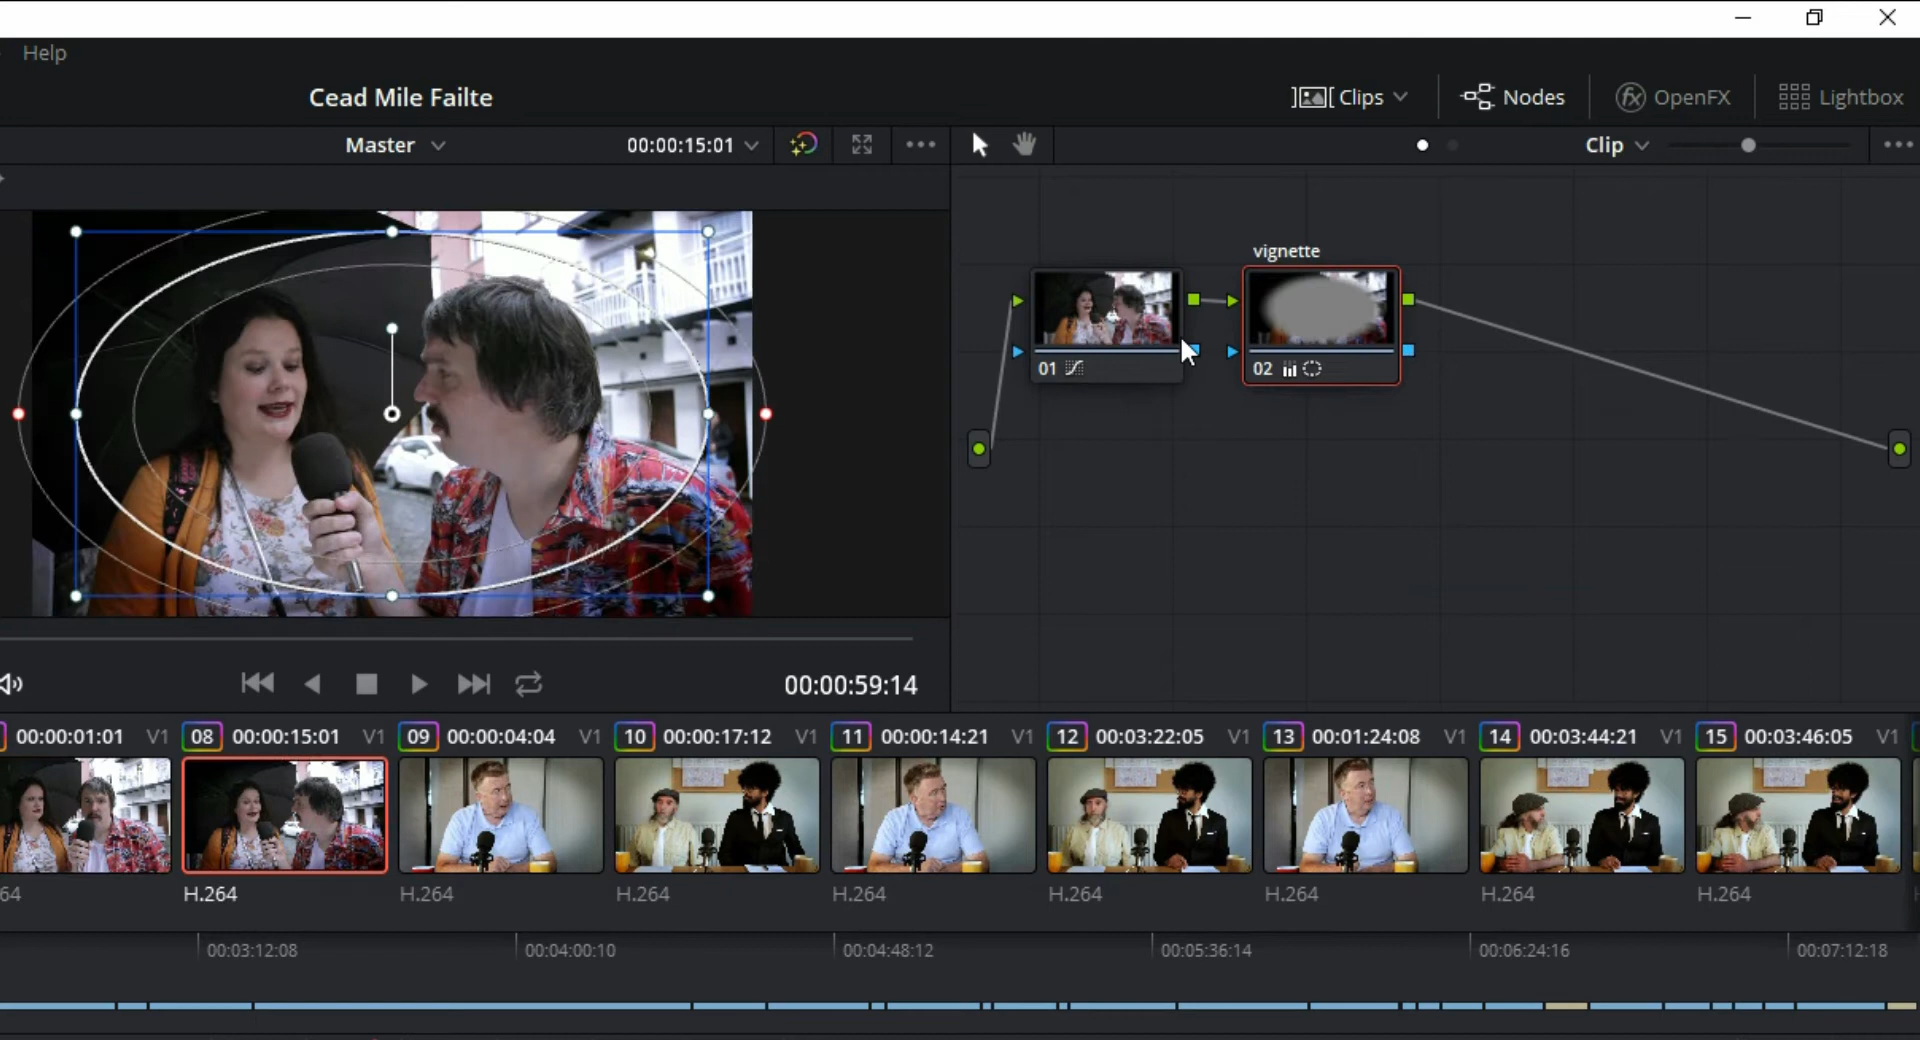 Help
Cead Mile Failte
Clips
Nodes
OpenFX
Lightbox
Master
00:00:15:01
Clip
vignette
01
02
00:00:59:14
00:00:01:01 V1
08 00:00:15:01 V1
09 00:00:04:04 V1
10 00:00:17:12 V1
11 00:00:14:21 V1
12 00:03:22:05 V1
13 00:01:24:08 V1
14 00:03:44:21 V1
15 00:03:46:05 V1
64
H.264
H.264
H.264
H.264
H.264
H.264
H.264
H.264
00:03:12:08
00:04:00:10
00:04:48:12
00:05:36:14
00:06:24:16
00:07:12:18